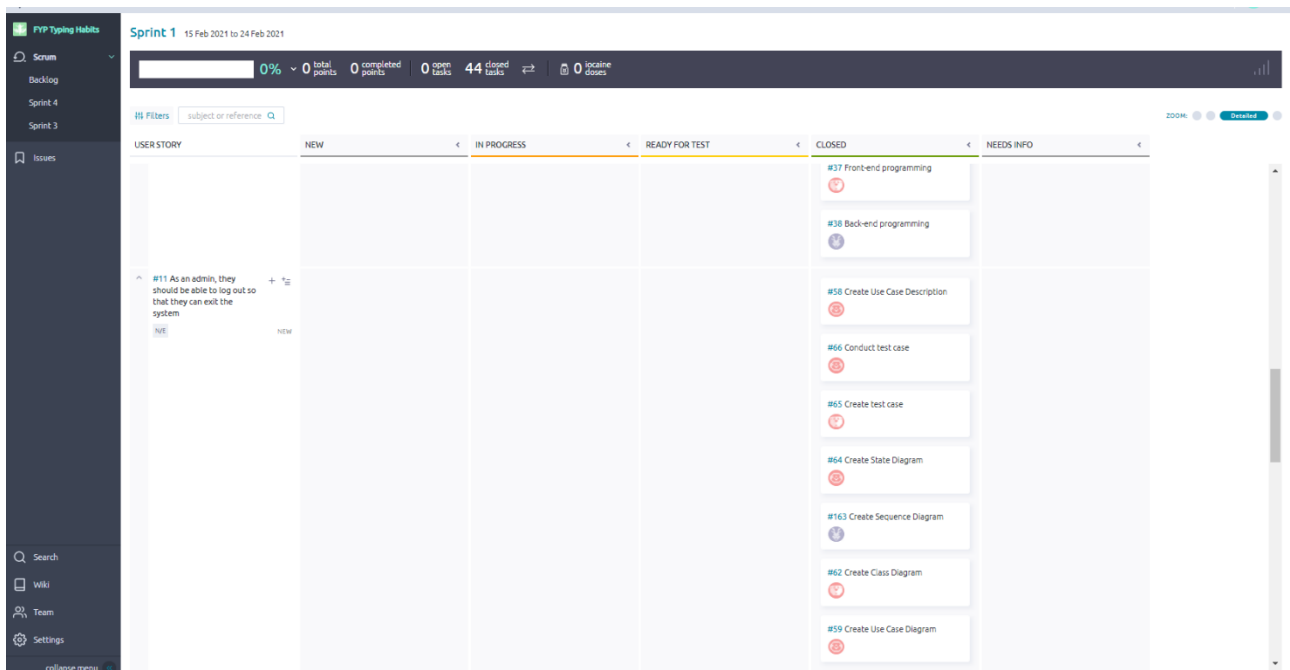 FYP Typing Habits
Scrum
Backlog
Sprint 4
Sprint 3
Issues
Search
Wiki
Team
Settings
collapse menu
Sprint 1 15 Feb 2021 to 24 Feb 2021
0% 0 total points 0 completed points 0 open tasks 44 closed tasks 0 iocaine doses
Filters subject or reference
ZOOM: Detailed
USER STORY NEW IN PROGRESS READY FOR TEST CLOSED NEEDS INFO
#37 Front-end programming
#38 Back-end programming
#11 As an admin, they
should be able to log out so
that they can exit the
system
N/E NEW
#58 Create Use Case Description
#66 Conduct test case
#65 Create test case
#64 Create State Diagram
#163 Create Sequence Diagram
#62 Create Class Diagram
#59 Create Use Case Diagram